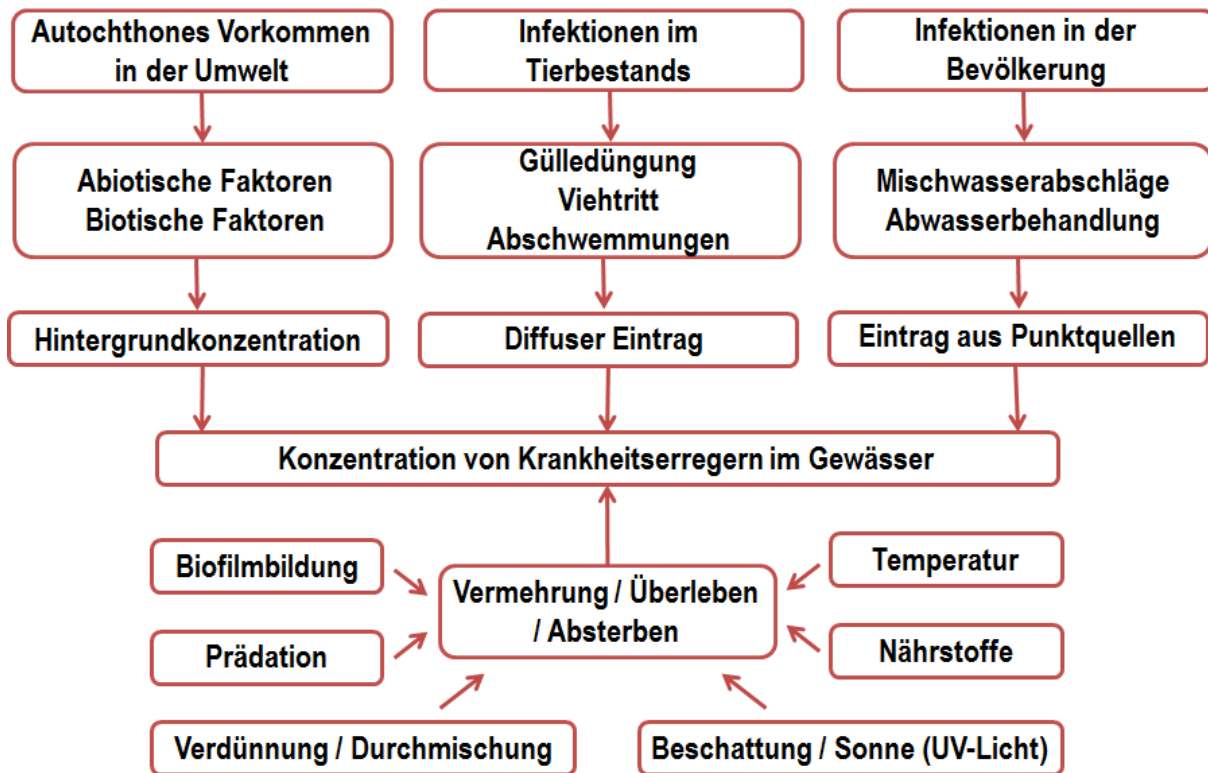 Autochthones Vorkommen
in der Umwelt
Infektionen im
Tierbestands
Infektionen in der
Bevölkerung
Abiotische Faktoren
Biotische Faktoren
Gülledüngung
Viehtritt
Abschwemmungen
Mischwasserabschläge
Abwasserbehandlung
Hintergrundkonzentration
Diffuser Eintrag
Eintrag aus Punktquellen
Konzentration von Krankheitserregern im Gewässer
Biofilmbildung
Temperatur
Vermehrung / Überleben
/ Absterben
Prädation
Nährstoffe
Verdünnung / Durchmischung
Beschattung / Sonne (UV-Licht)